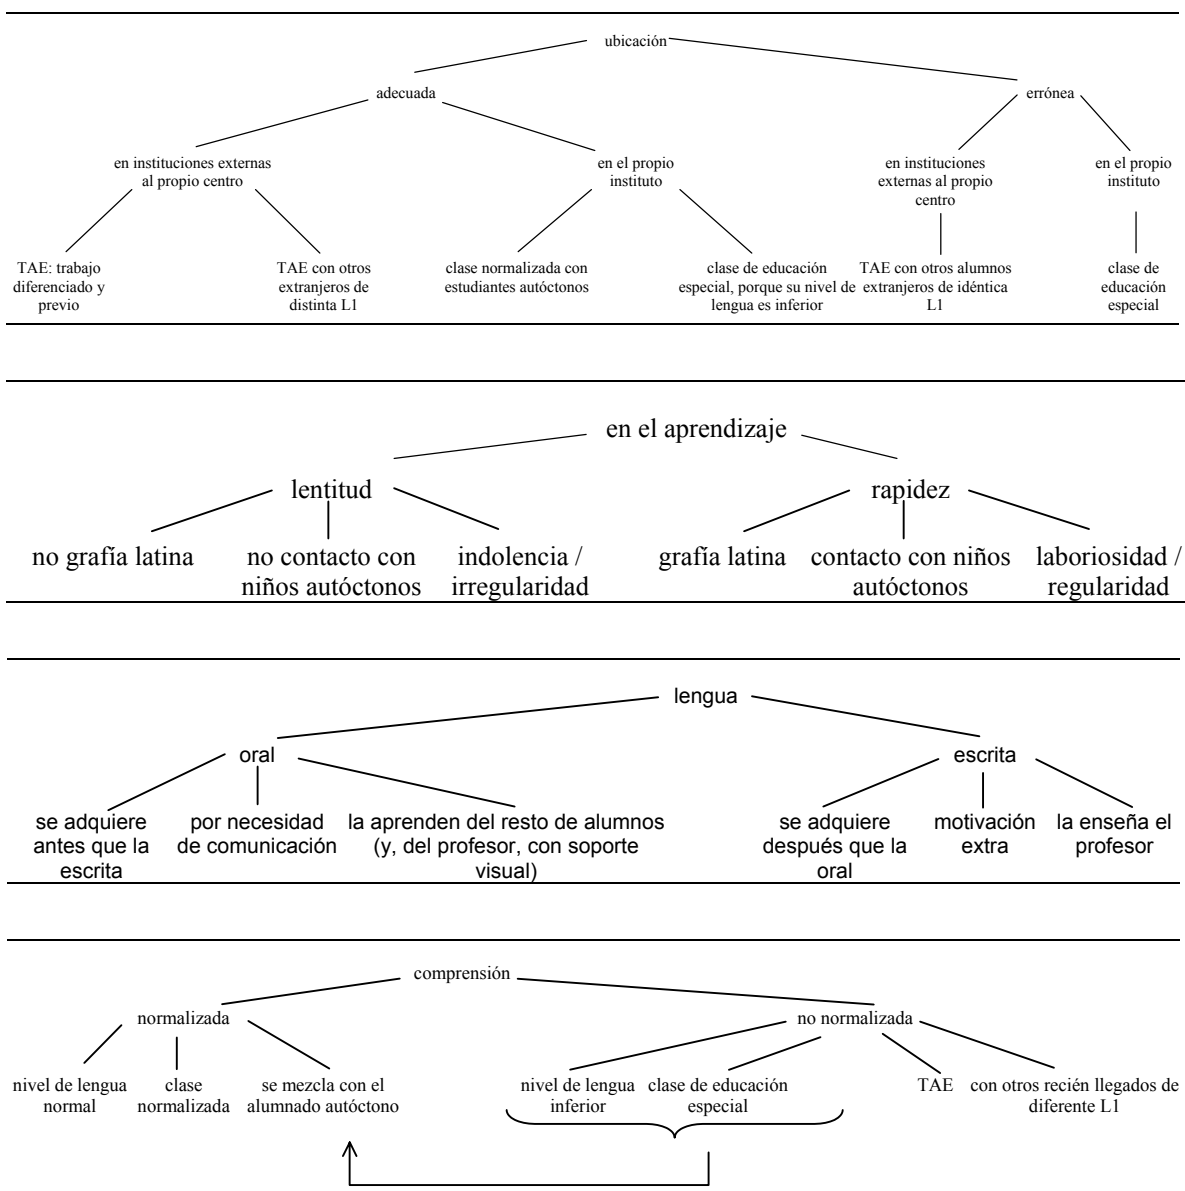 ubicación
adecuada
errónea
en instituciones externas
al propio centro
en el propio
instituto
en instituciones
externas al propio
centro
en el propio
instituto
TAE: trabajo
diferenciado y
previo
TAE con otros
extranjeros de
distinta L1
clase normalizada con
estudiantes autóctonos
clase de educación
especial, porque su nivel de
lengua es inferior
TAE con otros alumnos
extranjeros de idéntica
L1
clase de
educación
especial
en el aprendizaje
lentitud
rapidez
no grafía latina
no contacto con
niños autóctonos
indolencia /
irregularidad
grafía latina
contacto con niños
autóctonos
laboriosidad /
regularidad
lengua
oral
escrita
se adquiere
antes que la
escrita
por necesidad
de comunicación
la aprenden del resto de alumnos
(y, del profesor, con soporte
visual)
se adquiere
después que la
oral
motivación
extra
la enseña el
profesor
comprensión
normalizada
no normalizada
nivel de lengua
normal
clase
normalizada
se mezcla con el
alumnado autóctono
nivel de lengua
inferior
clase de educación
especial
TAE
con otros recién llegados de
diferente L1